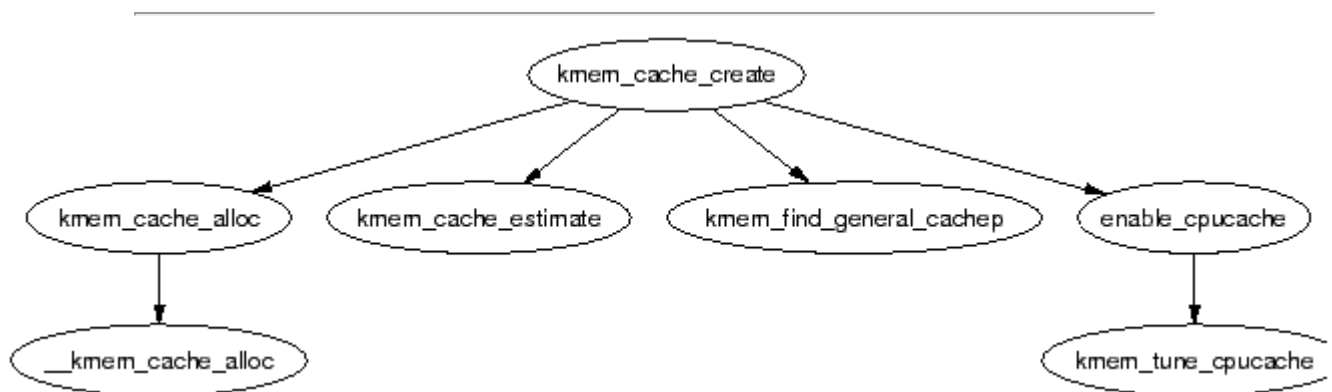 kmem_cache_create
kmem_cache_alloc
kmem_cache_estimate
kmem_find_general_cachep
enable_cpucache
__kmem_cache_alloc
kmem_tune_cpucache